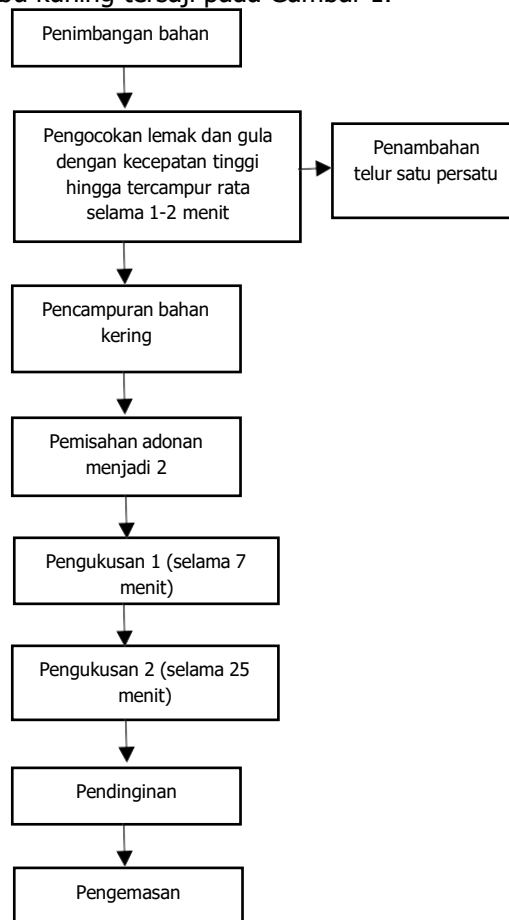 kuning tersaji pada Gambar 1.
Penimbangan bahan
Pengocokan lemak dan gula
dengan kecepatan tinggi
hingga tercampur rata
selama 1-2 menit
Penambahan
telur satu persatu
Pencampuran bahan
kering
Pemisahan adonan
menjadi 2
Pengukusan 1 (selama 7
menit)
Pengukusan 2 (selama 25
menit)
Pendinginan
Pengemasan